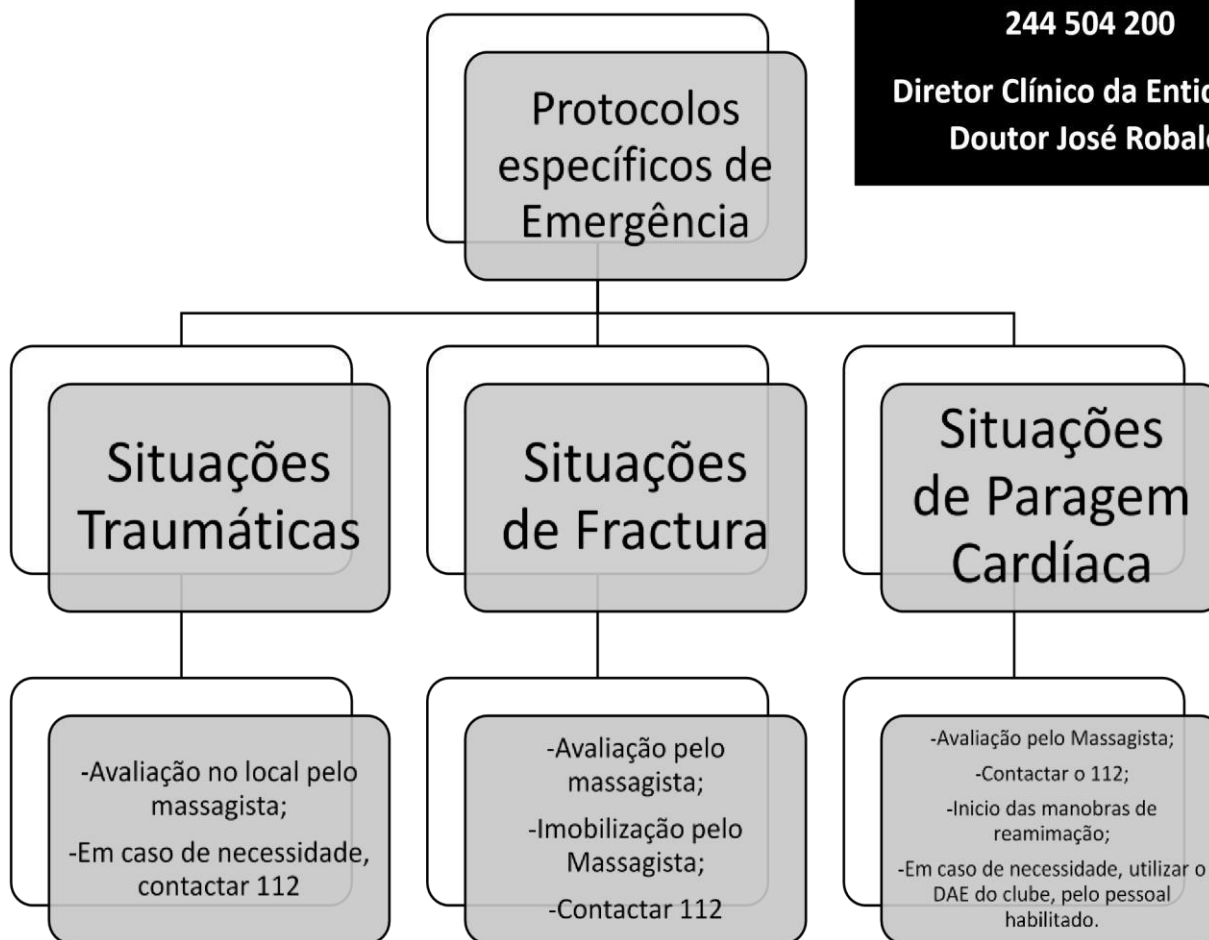 244 504 200
Diretor Clínico da
Doutor José
Protocolos
específicos de
Emergência
Situações
Traumáticas
Situações
de Fractura
Situações
de Paragem
Cardíaca
-Avaliação no local pelo
massagista;
-Em caso de necessidade,
contactar 112
-Avaliação pelo
massagista;
-Imobilização pelo
Massagista;
-Contactar 112
-Avaliação pelo Massagista;
-Contactar o 112;
-Inicio das manobras de
reamimação;
-Em caso de necessidade, utilizar o
DAE do clube, pelo pessoal
habilitado.